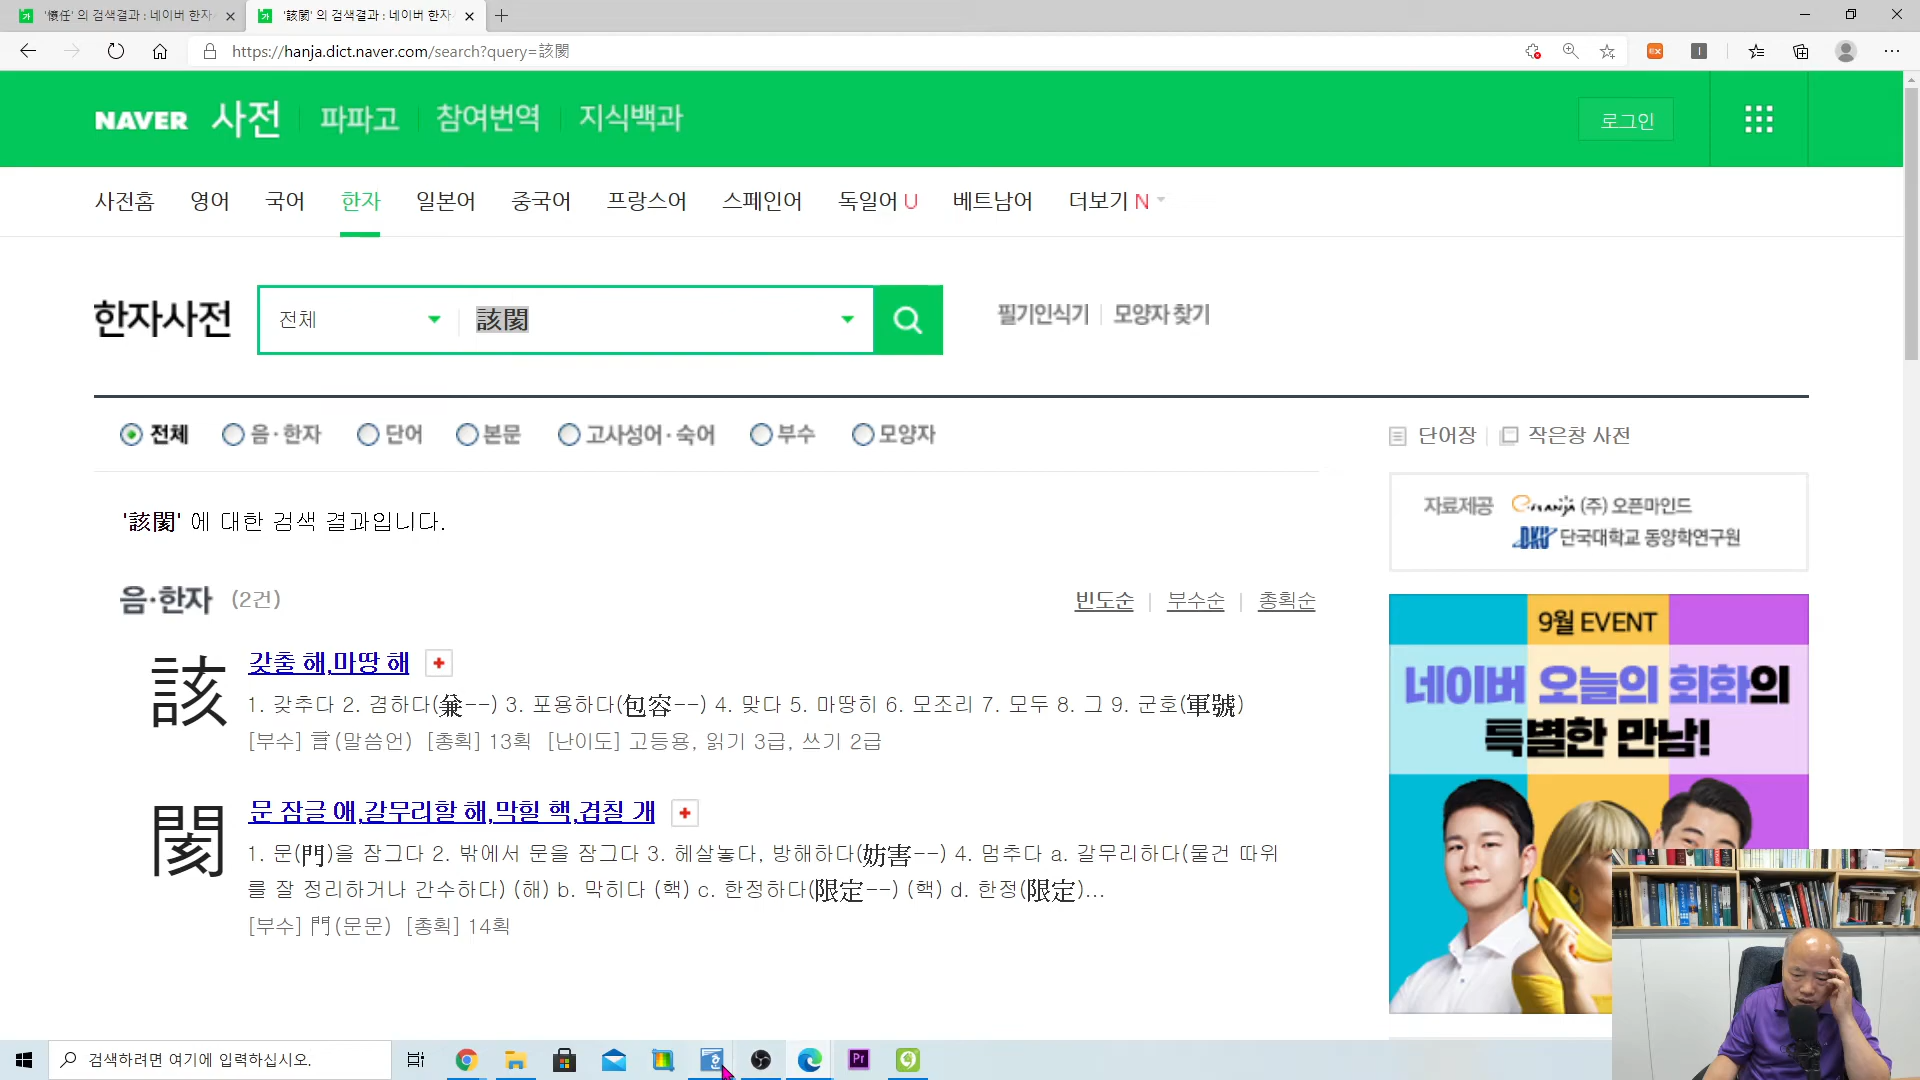 '懷任' 의 검색결과 : 네이버 한자
'該閡' 의 검색결과 : 네이버 한자
https://hanja.dict.naver.com/search?query=該閡
NAVER 사전 파파고 참여번역 지식백과
로그인
사전홈 영어 국어 한자 일본어 중국어 프랑스어 스페인어 독일어 U 베트남어 더보기 N
한자사전 전체 該閡 필기인식기 모양자 찾기
전체 음·한자 단어 본문 고사성어·숙어 부수 모양자
단어장 작은창 사전
자료제공 (주) 오픈마인드
DKU 단국대학교 동양학연구원
'該閡' 에 대한 검색 결과입니다.
음·한자 (2건)
빈도순 부수순 총획순
該 갖출 해,마땅 해
1. 갖추다 2. 겸하다(兼--) 3. 포용하다(包容--) 4. 맞다 5. 마땅히 6. 모조리 7. 모두 8. 그 9. 군호(軍號)
[부수] 言(말씀언) [총획] 13획 [난이도] 고등용, 읽기 3급, 쓰기 2급
閡 문 잠글 애,갈무리할 해,막힐 핵,겹칠 개
1. 문(門)을 잠그다 2. 밖에서 문을 잠그다 3. 헤살놓다, 방해하다(妨害--) 4. 멈추다 a. 갈무리하다(물건 따위
를 잘 정리하거나 간수하다) (해) b. 막히다 (핵) c. 한정하다(限定--) (핵) d. 한정(限定)...
[부수] 門(문문) [총획] 14획
9월 EVENT
네이버 오늘의 회화의
특별한 만남!
검색하려면 여기에 입력하십시오.
Pr